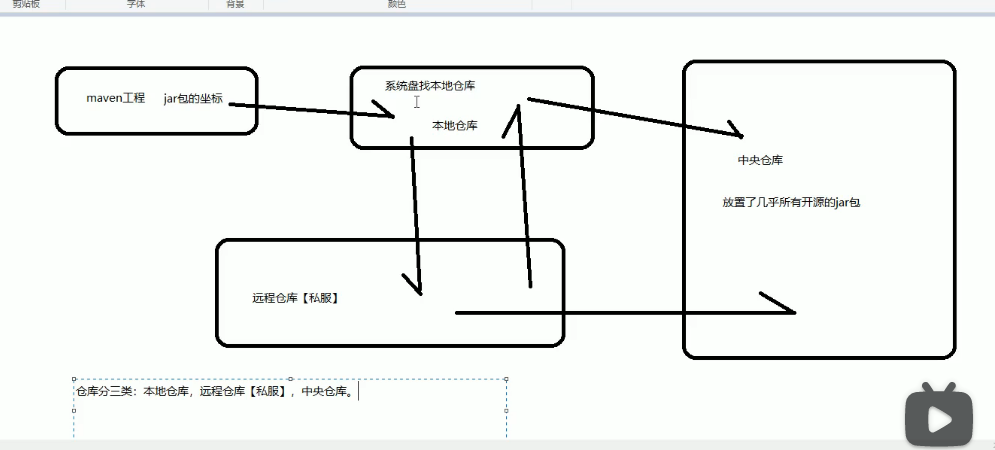 剪贴板
字体
背景
颜色
maven工程 jar包的坐标
系统盘找本地仓库
本地仓库
中央仓库
放置了几乎所有开源的jar包
远程仓库【私服】
仓库分三类：本地仓库，远程仓库【私服】，中央仓库。